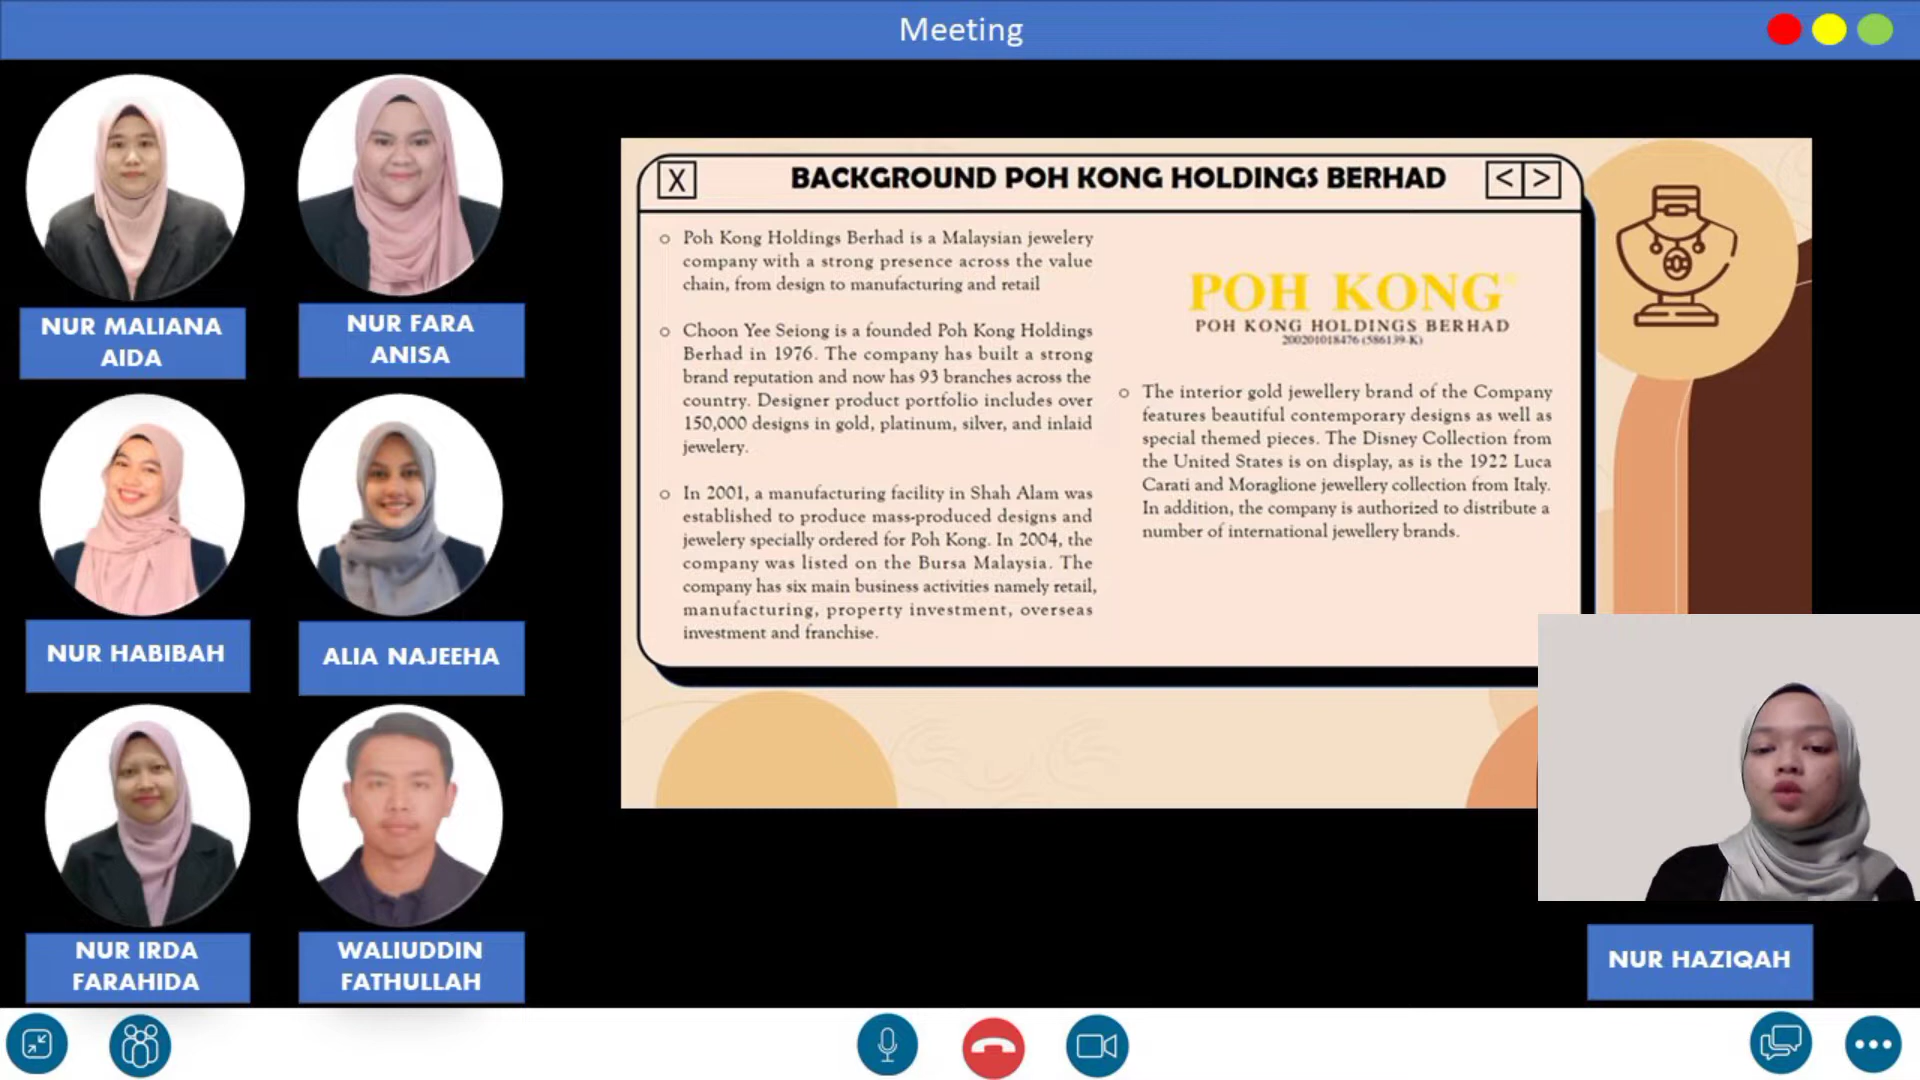 Meeting
NUR MALIANA
AIDA
NUR FARA
ANISA
NUR HABIBAH
ALIA NAJEEHA
NUR IRDA
FARAHIDA
WALIUDDIN
FATHULLAH
X
BACKGROUND POH KONG HOLDINGS BERHAD
< >
○ Poh Kong Holdings Berhad is a Malaysian jewelery
company with a strong presence across the value
chain, from design to manufacturing and retail
○ Choon Yee Seiong is a founded Poh Kong Holdings
Berhad in 1976. The company has built a strong
brand reputation and now has 93 branches across the
country. Designer product portfolio includes over
150,000 designs in gold, platinum, silver, and inlaid
jewelery.
○ In 2001, a manufacturing facility in Shah Alam was
established to produce mass-produced designs and
jewelery specially ordered for Poh Kong. In 2004, the
company was listed on the Bursa Malaysia. The
company has six main business activities namely retail,
manufacturing, property investment, overseas
investment and franchise.
POH KONG®
POH KONG HOLDINGS BERHAD
200201018476 (586139-K)
○ The interior gold jewellery brand of the Company
features beautiful contemporary designs as well as
special themed pieces. The Disney Collection from
the United States is on display, as is the 1922 Luca
Carati and Moraglione jewellery collection from Italy.
In addition, the company is authorized to distribute a
number of international jewellery brands.
NUR HAZIQAH